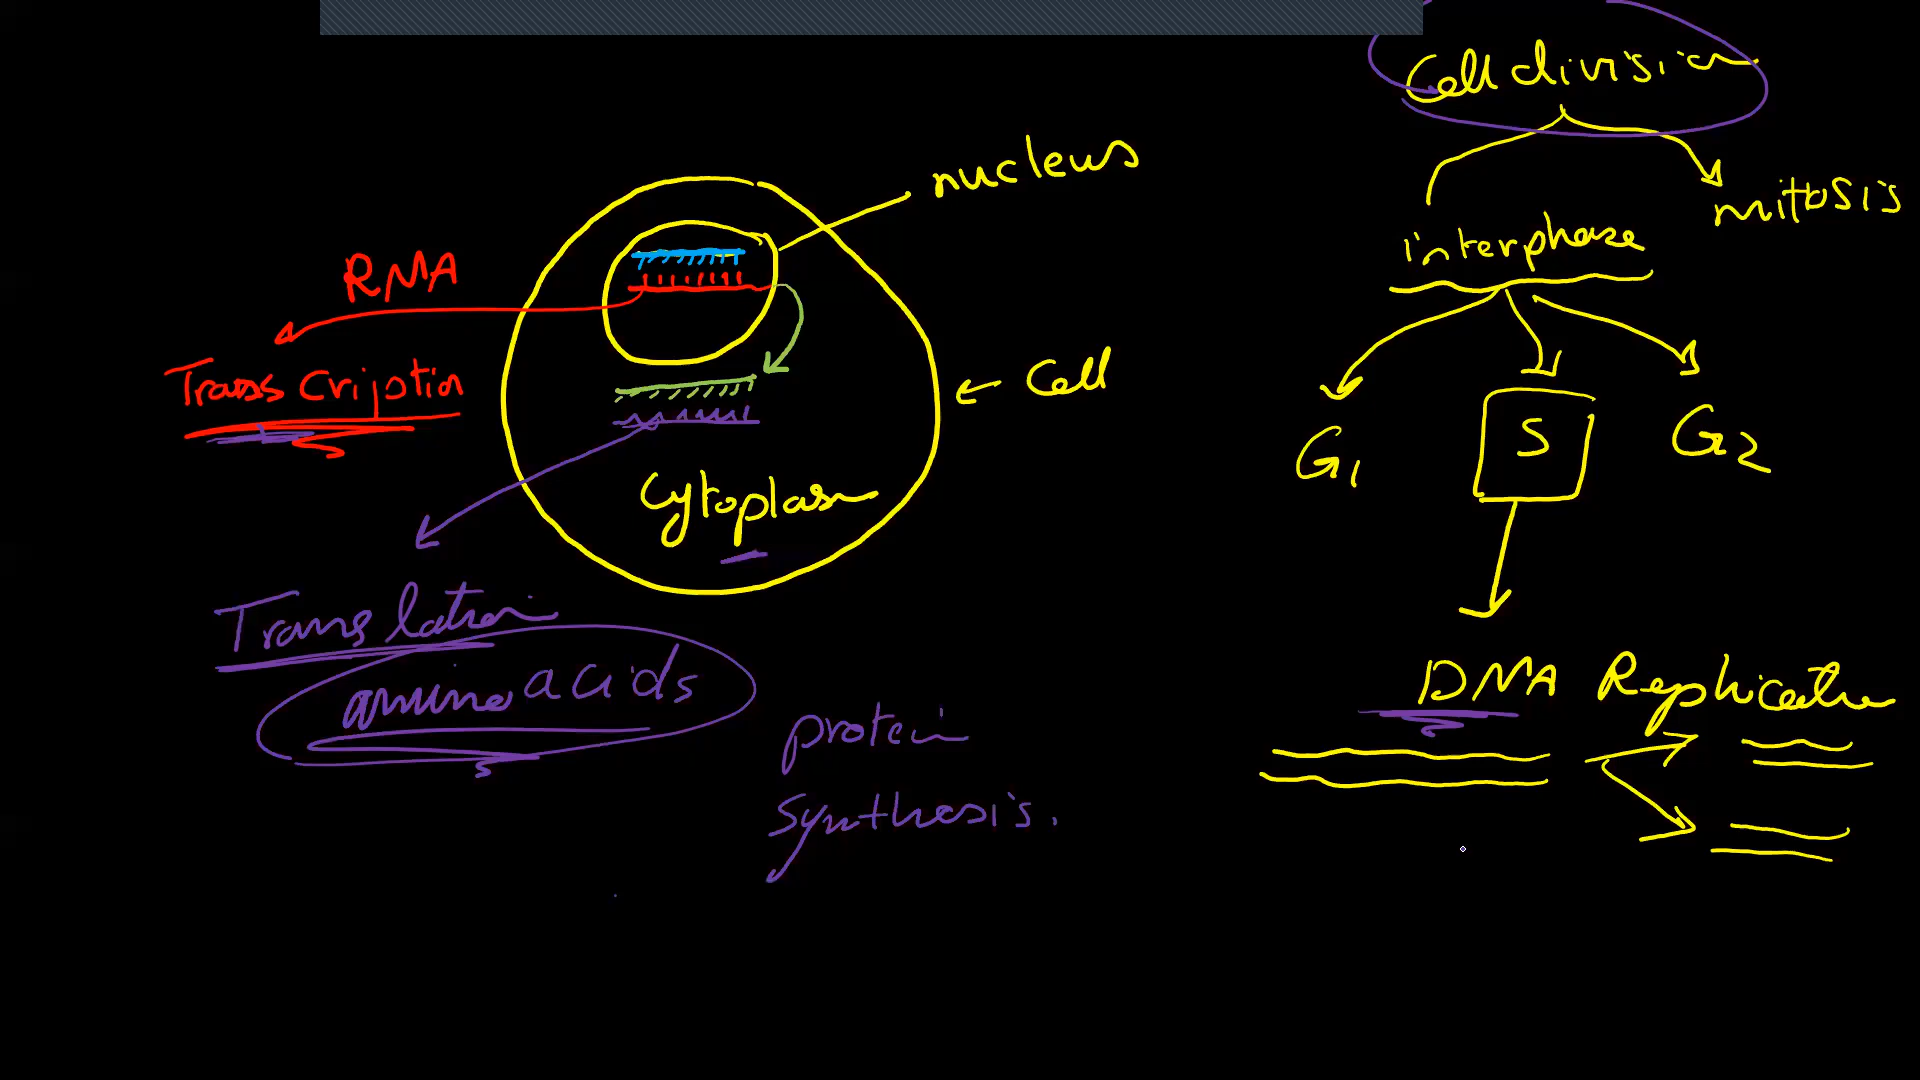 Cell division
nucleus
mitosis
interphase
RNA
Cell
Transcription
S
G2
G1
Cytoplasm
Translation
DNA Replication
amino acids
protein
synthesis.